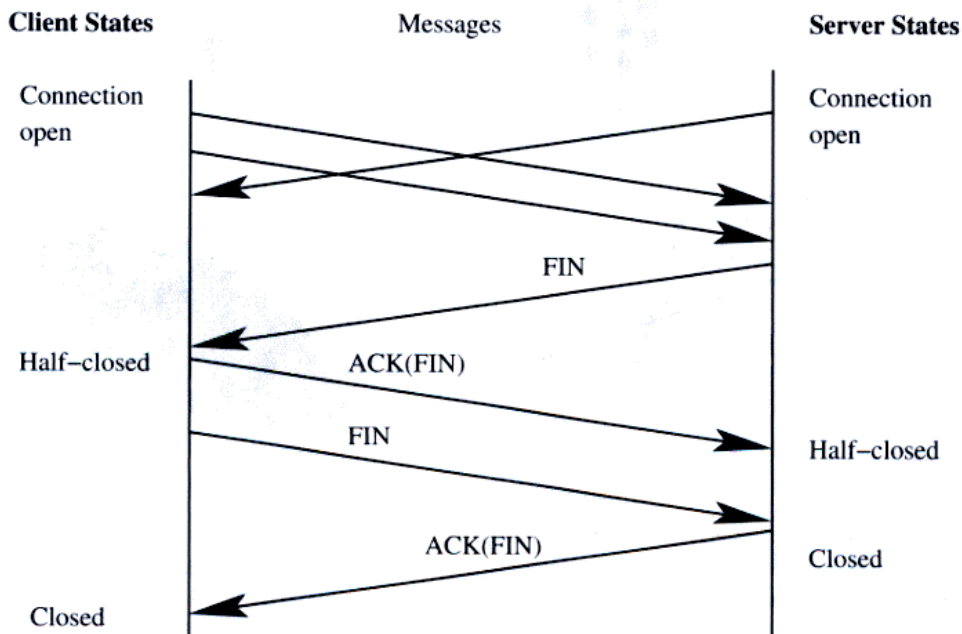 Client States
Messages
Server States
Connection
open
Connection
open
FIN
Half–closed
ACK(FIN)
FIN
Half–closed
ACK(FIN)
Closed
Closed